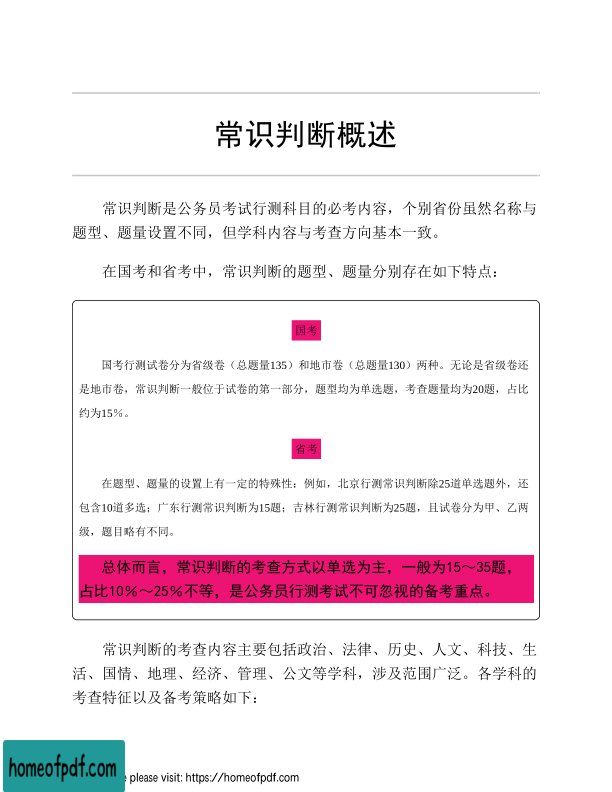 常识判断概述
常识判断是公务员考试行测科目的必考内容，个别省份虽然名称与
题型、题量设置不同，但学科内容与考查方向基本一致。
在国考和省考中，常识判断的题型、题量分别存在如下特点：
国考
国考行测试卷分为省级卷（总题量135）和地市卷（总题量130）两种。无论是省级卷还
是地市卷，常识判断一般位于试卷的第一部分，题型均为单选题，考查题量均为20题，占比
约为15%。
省考
在题型、题量的设置上有一定的特殊性；例如，北京行测常识判断除25道单选题外，还
包含10道多选；广东行测常识判断为15题；吉林行测常识判断为25题，且试卷分为甲、乙两
级，题目略有不同。
总体而言，常识判断的考查方式以单选为主，一般为15～35题，
占比10%～25%不等，是公务员行测考试不可忽视的备考重点。
常识判断的考查内容主要包括政治、法律、历史、人文、科技、生
活、国情、地理、经济、管理、公文等学科，涉及范围广泛。各学科的
考查特征以及备考策略如下：
homeofpdf.com
e please visit: https://homeofpdf.com